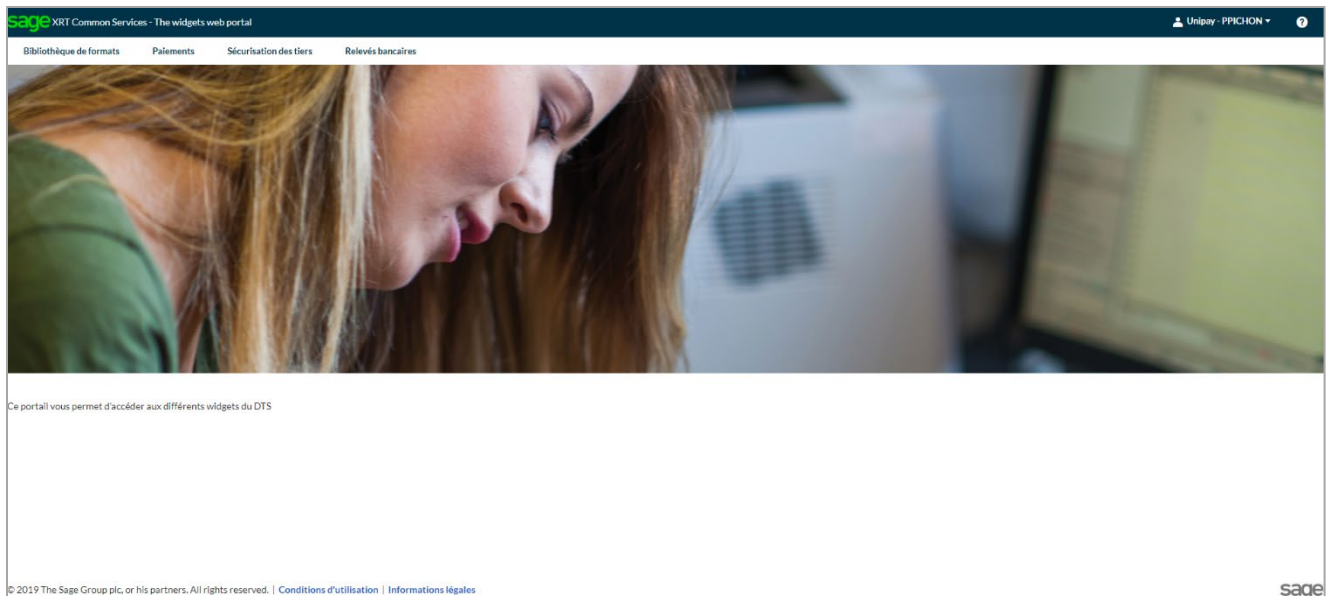 sage XRT Common Services - The widgets web portal
Unipay - PPICHON
?
Bibliothèque de formats Paiements Sécurisation des tiers Relevés bancaires
Ce portail vous permet d'accéder aux différents widgets du DTS
© 2019 The Sage Group plc, or his partners. All rights reserved. | Conditions d'utilisation | Informations légales
sage